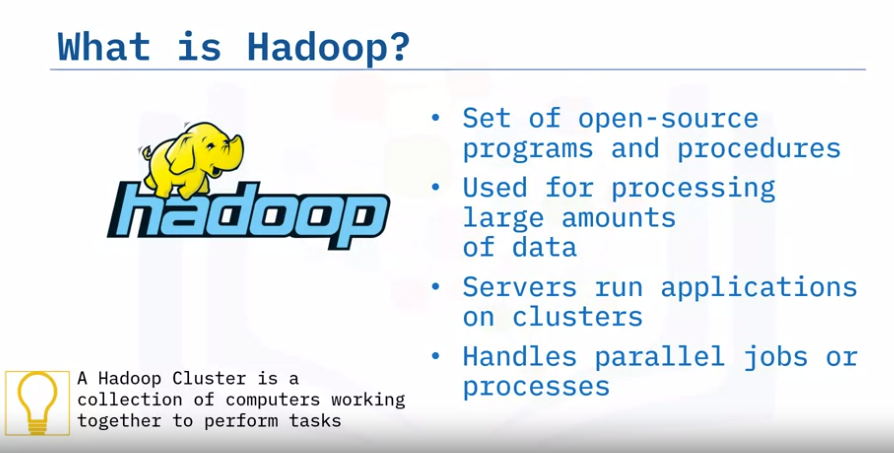 What is Hadoop?
hadoop
• Set of open-source
programs and procedures
• Used for processing
large amounts
of data
• Servers run applications
on clusters
• Handles parallel jobs or
processes
A Hadoop Cluster is a
collection of computers working
together to perform tasks